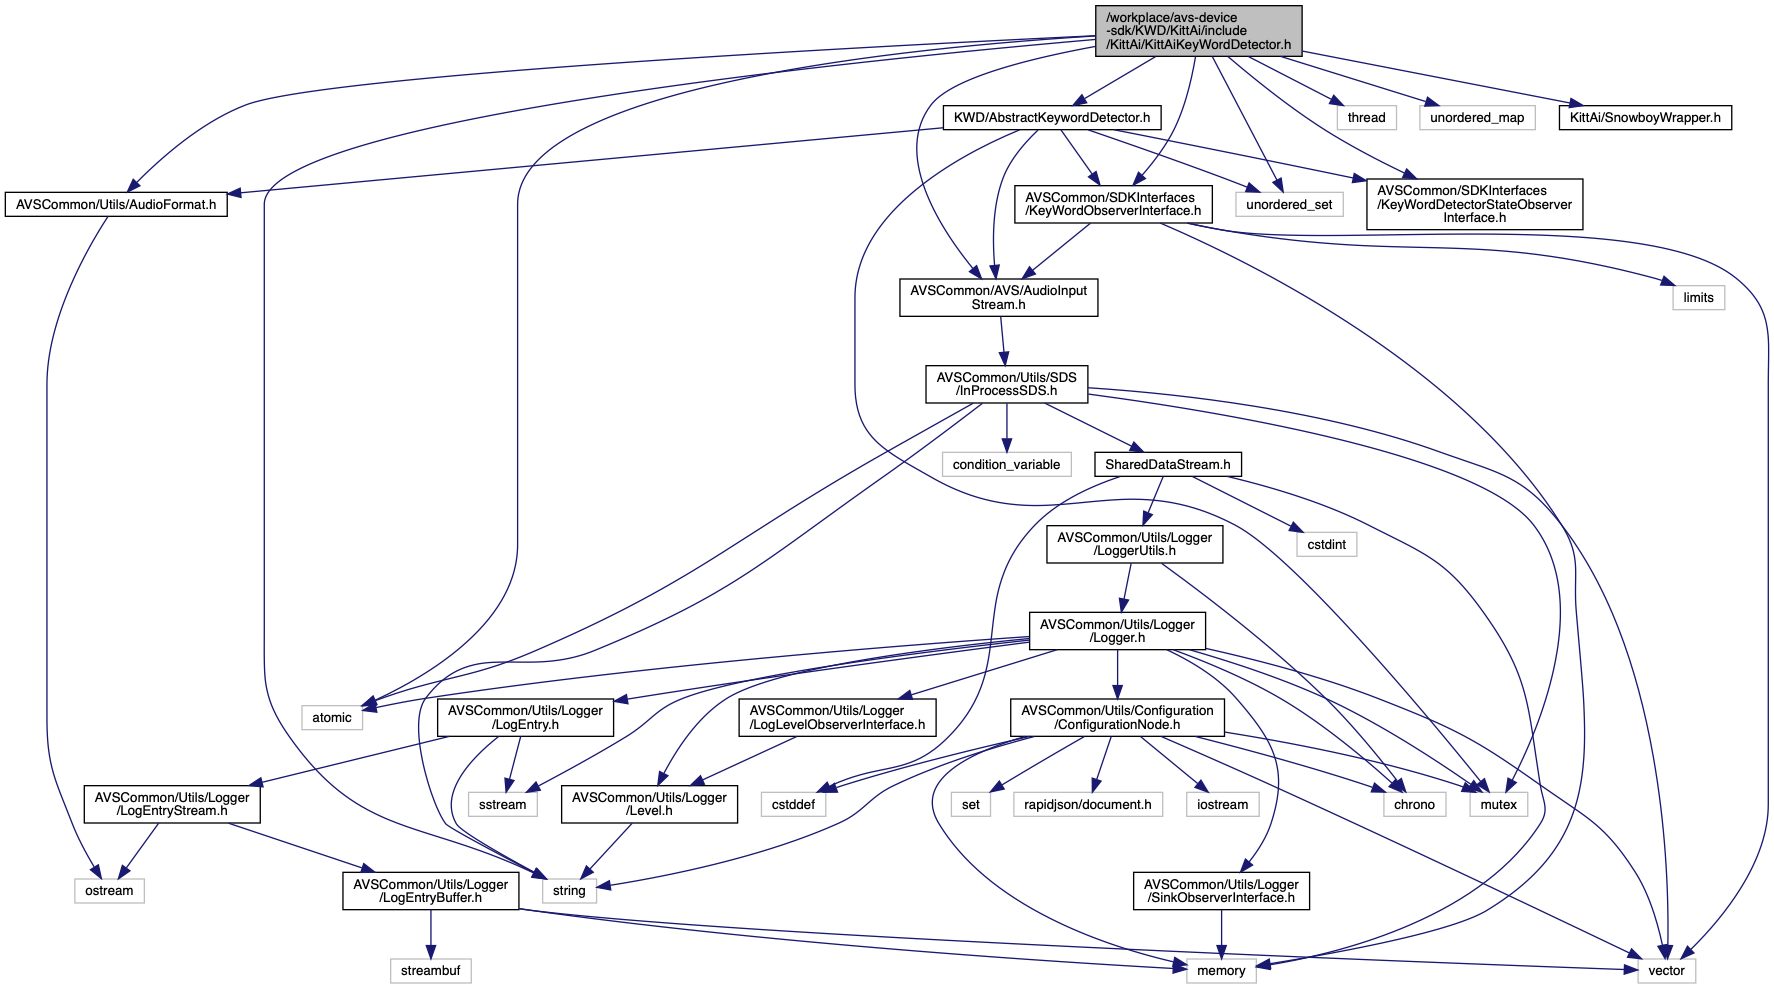 /workplace/avs-device
-sdk/KWD/KittAi/include
/KittAi/KittAiKeyWordDetector.h
KWD/AbstractKeywordDetector.h
thread
unordered_map
KittAi/SnowboyWrapper.h
AVSCommon/Utils/AudioFormat.h
AVSCommon/SDKInterfaces
/KeyWordObserverInterface.h
unordered_set
AVSCommon/SDKInterfaces
/KeyWordDetectorStateObserver
Interface.h
AVSCommon/AVS/AudioInput
Stream.h
limits
AVSCommon/Utils/SDS
/InProcessSDS.h
condition_variable
SharedDataStream.h
AVSCommon/Utils/Logger
/LoggerUtils.h
cstdint
AVSCommon/Utils/Logger
/Logger.h
atomic
AVSCommon/Utils/Logger
/LogEntry.h
AVSCommon/Utils/Logger
/LogLevelObserverInterface.h
AVSCommon/Utils/Configuration
/ConfigurationNode.h
AVSCommon/Utils/Logger
/LogEntryStream.h
sstream
AVSCommon/Utils/Logger
/Level.h
cstddef
set
rapidjson/document.h
iostream
chrono
mutex
ostream
AVSCommon/Utils/Logger
/LogEntryBuffer.h
string
AVSCommon/Utils/Logger
/SinkObserverInterface.h
streambuf
memory
vector